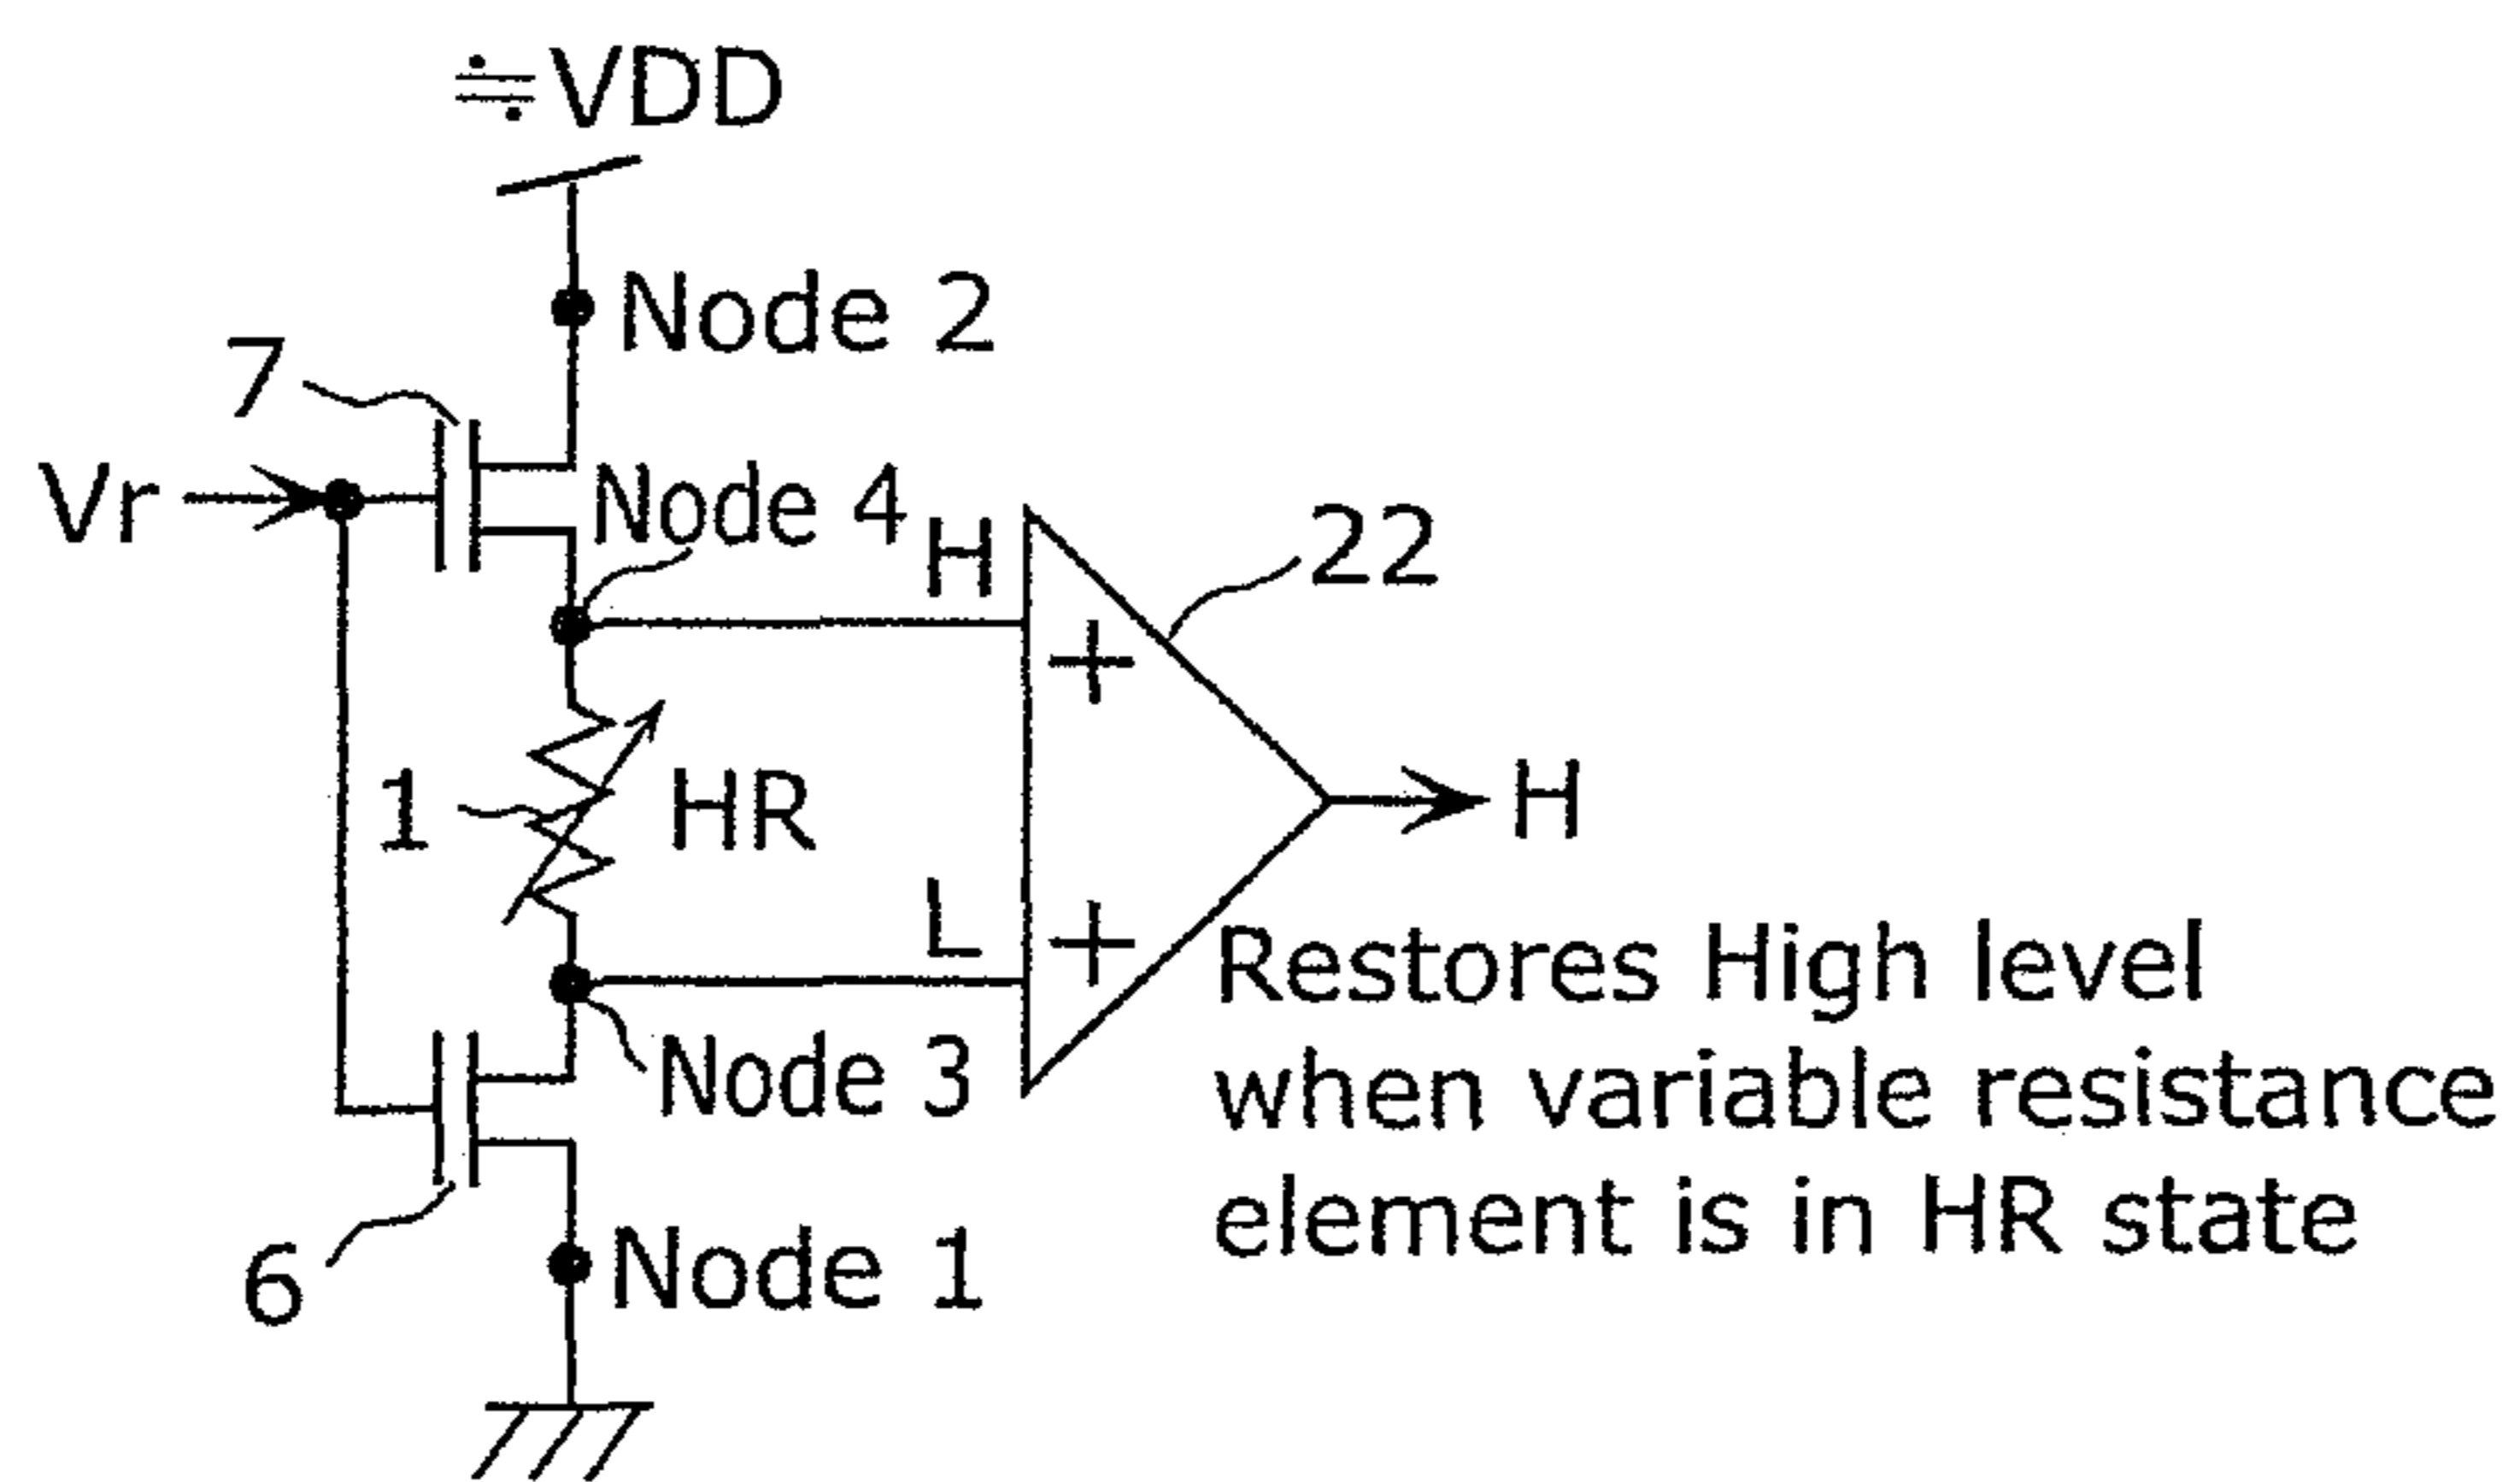 ≒VDD
Node 2
7
Vr
Node 4
H
22
+
1
HR
H
L
+
Restores High level
when variable resistance
element is in HR state
Node 3
6
Node 1